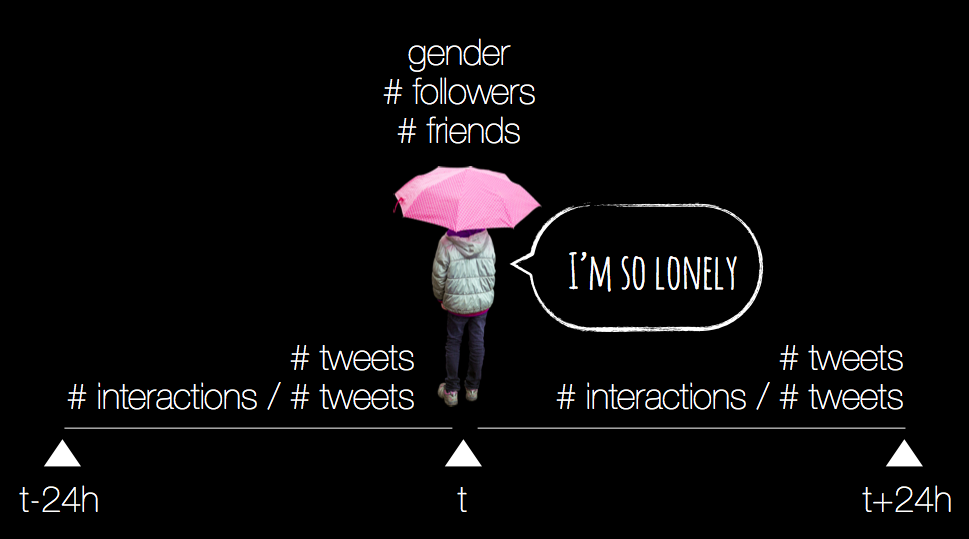 gender
# followers
# friends
I'M SO LONELY
# tweets
# interactions / # tweets
# tweets
# interactions / # tweets
t-24h
t
t+24h